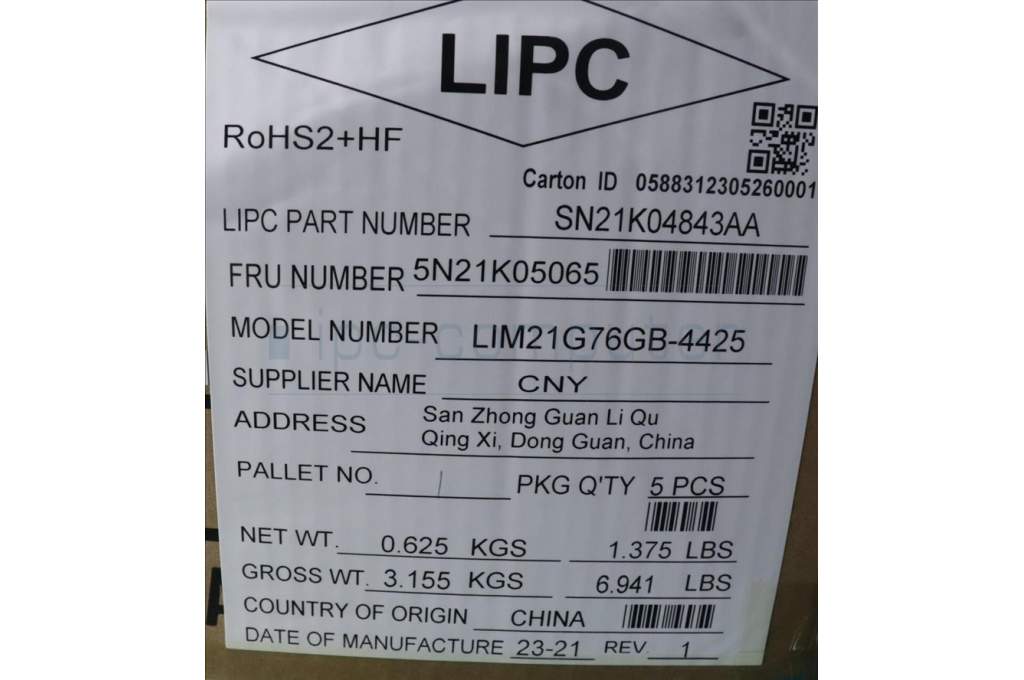 LIPC
RoHS2+HF
Carton ID 0588312305260001
LIPC PART NUMBER SN21K04843AA
FRU NUMBER 5N21K05065
MODEL NUMBER LIM21G76GB-4425
ipc computer
SUPPLIER NAME CNY
ADDRESS San Zhong Guan Li Qu
Qing Xi, Dong Guan, China
PALLET NO. / PKG Q'TY 5 PCS
NET WT. 0.625 KGS 1.375 LBS
GROSS WT. 3.155 KGS 6.941 LBS
COUNTRY OF ORIGIN CHINA
DATE OF MANUFACTURE 23-21 REV. 1